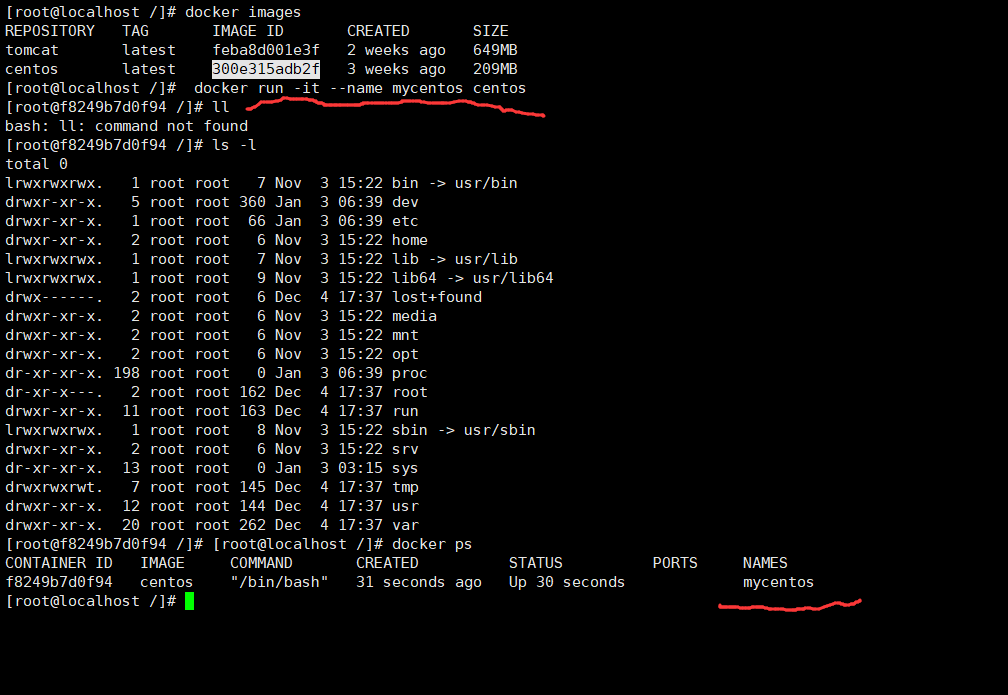 [root@localhost /]# docker images
REPOSITORY   TAG       IMAGE ID       CREATED       SIZE
tomcat       latest    feba8d001e3f   2 weeks ago   649MB
centos       latest    300e315adb2f   3 weeks ago   209MB
[root@localhost /]#  docker run -it --name mycentos centos
[root@f8249b7d0f94 /]# ll
bash: ll: command not found
[root@f8249b7d0f94 /]# ls -l
total 0
lrwxrwxrwx.   1 root root   7 Nov  3 15:22 bin -> usr/bin
drwxr-xr-x.   5 root root 360 Jan  3 06:39 dev
drwxr-xr-x.   1 root root  66 Jan  3 06:39 etc
drwxr-xr-x.   2 root root   6 Nov  3 15:22 home
lrwxrwxrwx.   1 root root   7 Nov  3 15:22 lib -> usr/lib
lrwxrwxrwx.   1 root root   9 Nov  3 15:22 lib64 -> usr/lib64
drwx------.   2 root root   6 Dec  4 17:37 lost+found
drwxr-xr-x.   2 root root   6 Nov  3 15:22 media
drwxr-xr-x.   2 root root   6 Nov  3 15:22 mnt
drwxr-xr-x.   2 root root   6 Nov  3 15:22 opt
dr-xr-xr-x. 198 root root   0 Jan  3 06:39 proc
dr-xr-x---.   2 root root 162 Dec  4 17:37 root
drwxr-xr-x.  11 root root 163 Dec  4 17:37 run
lrwxrwxrwx.   1 root root   8 Nov  3 15:22 sbin -> usr/sbin
drwxr-xr-x.   2 root root   6 Nov  3 15:22 srv
dr-xr-xr-x.  13 root root   0 Jan  3 03:15 sys
drwxrwxrwt.   7 root root 145 Dec  4 17:37 tmp
drwxr-xr-x.  12 root root 144 Dec  4 17:37 usr
drwxr-xr-x.  20 root root 262 Dec  4 17:37 var
[root@f8249b7d0f94 /]# [root@localhost /]# docker ps
CONTAINER ID   IMAGE     COMMAND       CREATED          STATUS          PORTS     NAMES
f8249b7d0f94   centos    "/bin/bash"   31 seconds ago   Up 30 seconds             mycentos
[root@localhost /]#